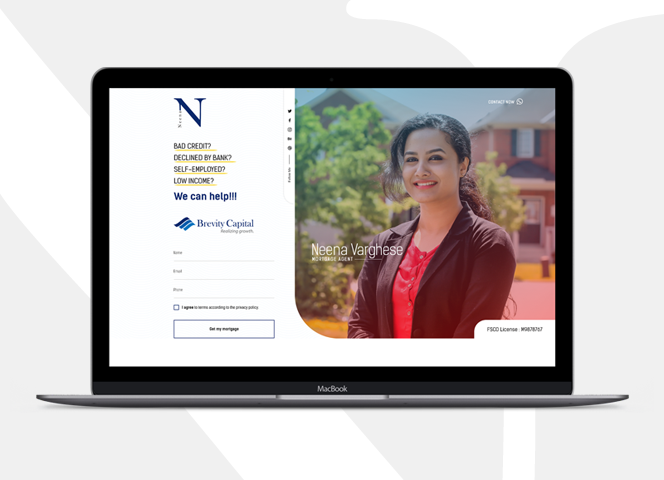 CONTACT NOW
N
Neena
BAD CREDIT?
DECLINED BY BANK?
SELF-EMPLOYED?
LOW INCOME?
We can help!!!
Brevity Capital
Realizing growth.
Name
Email
Phone
I agree to terms according to the privacy policy.
Get my mortgage
Follow Us
Neena Varghese
MORTGAGE AGENT
FSCO License : #9878767
MacBook